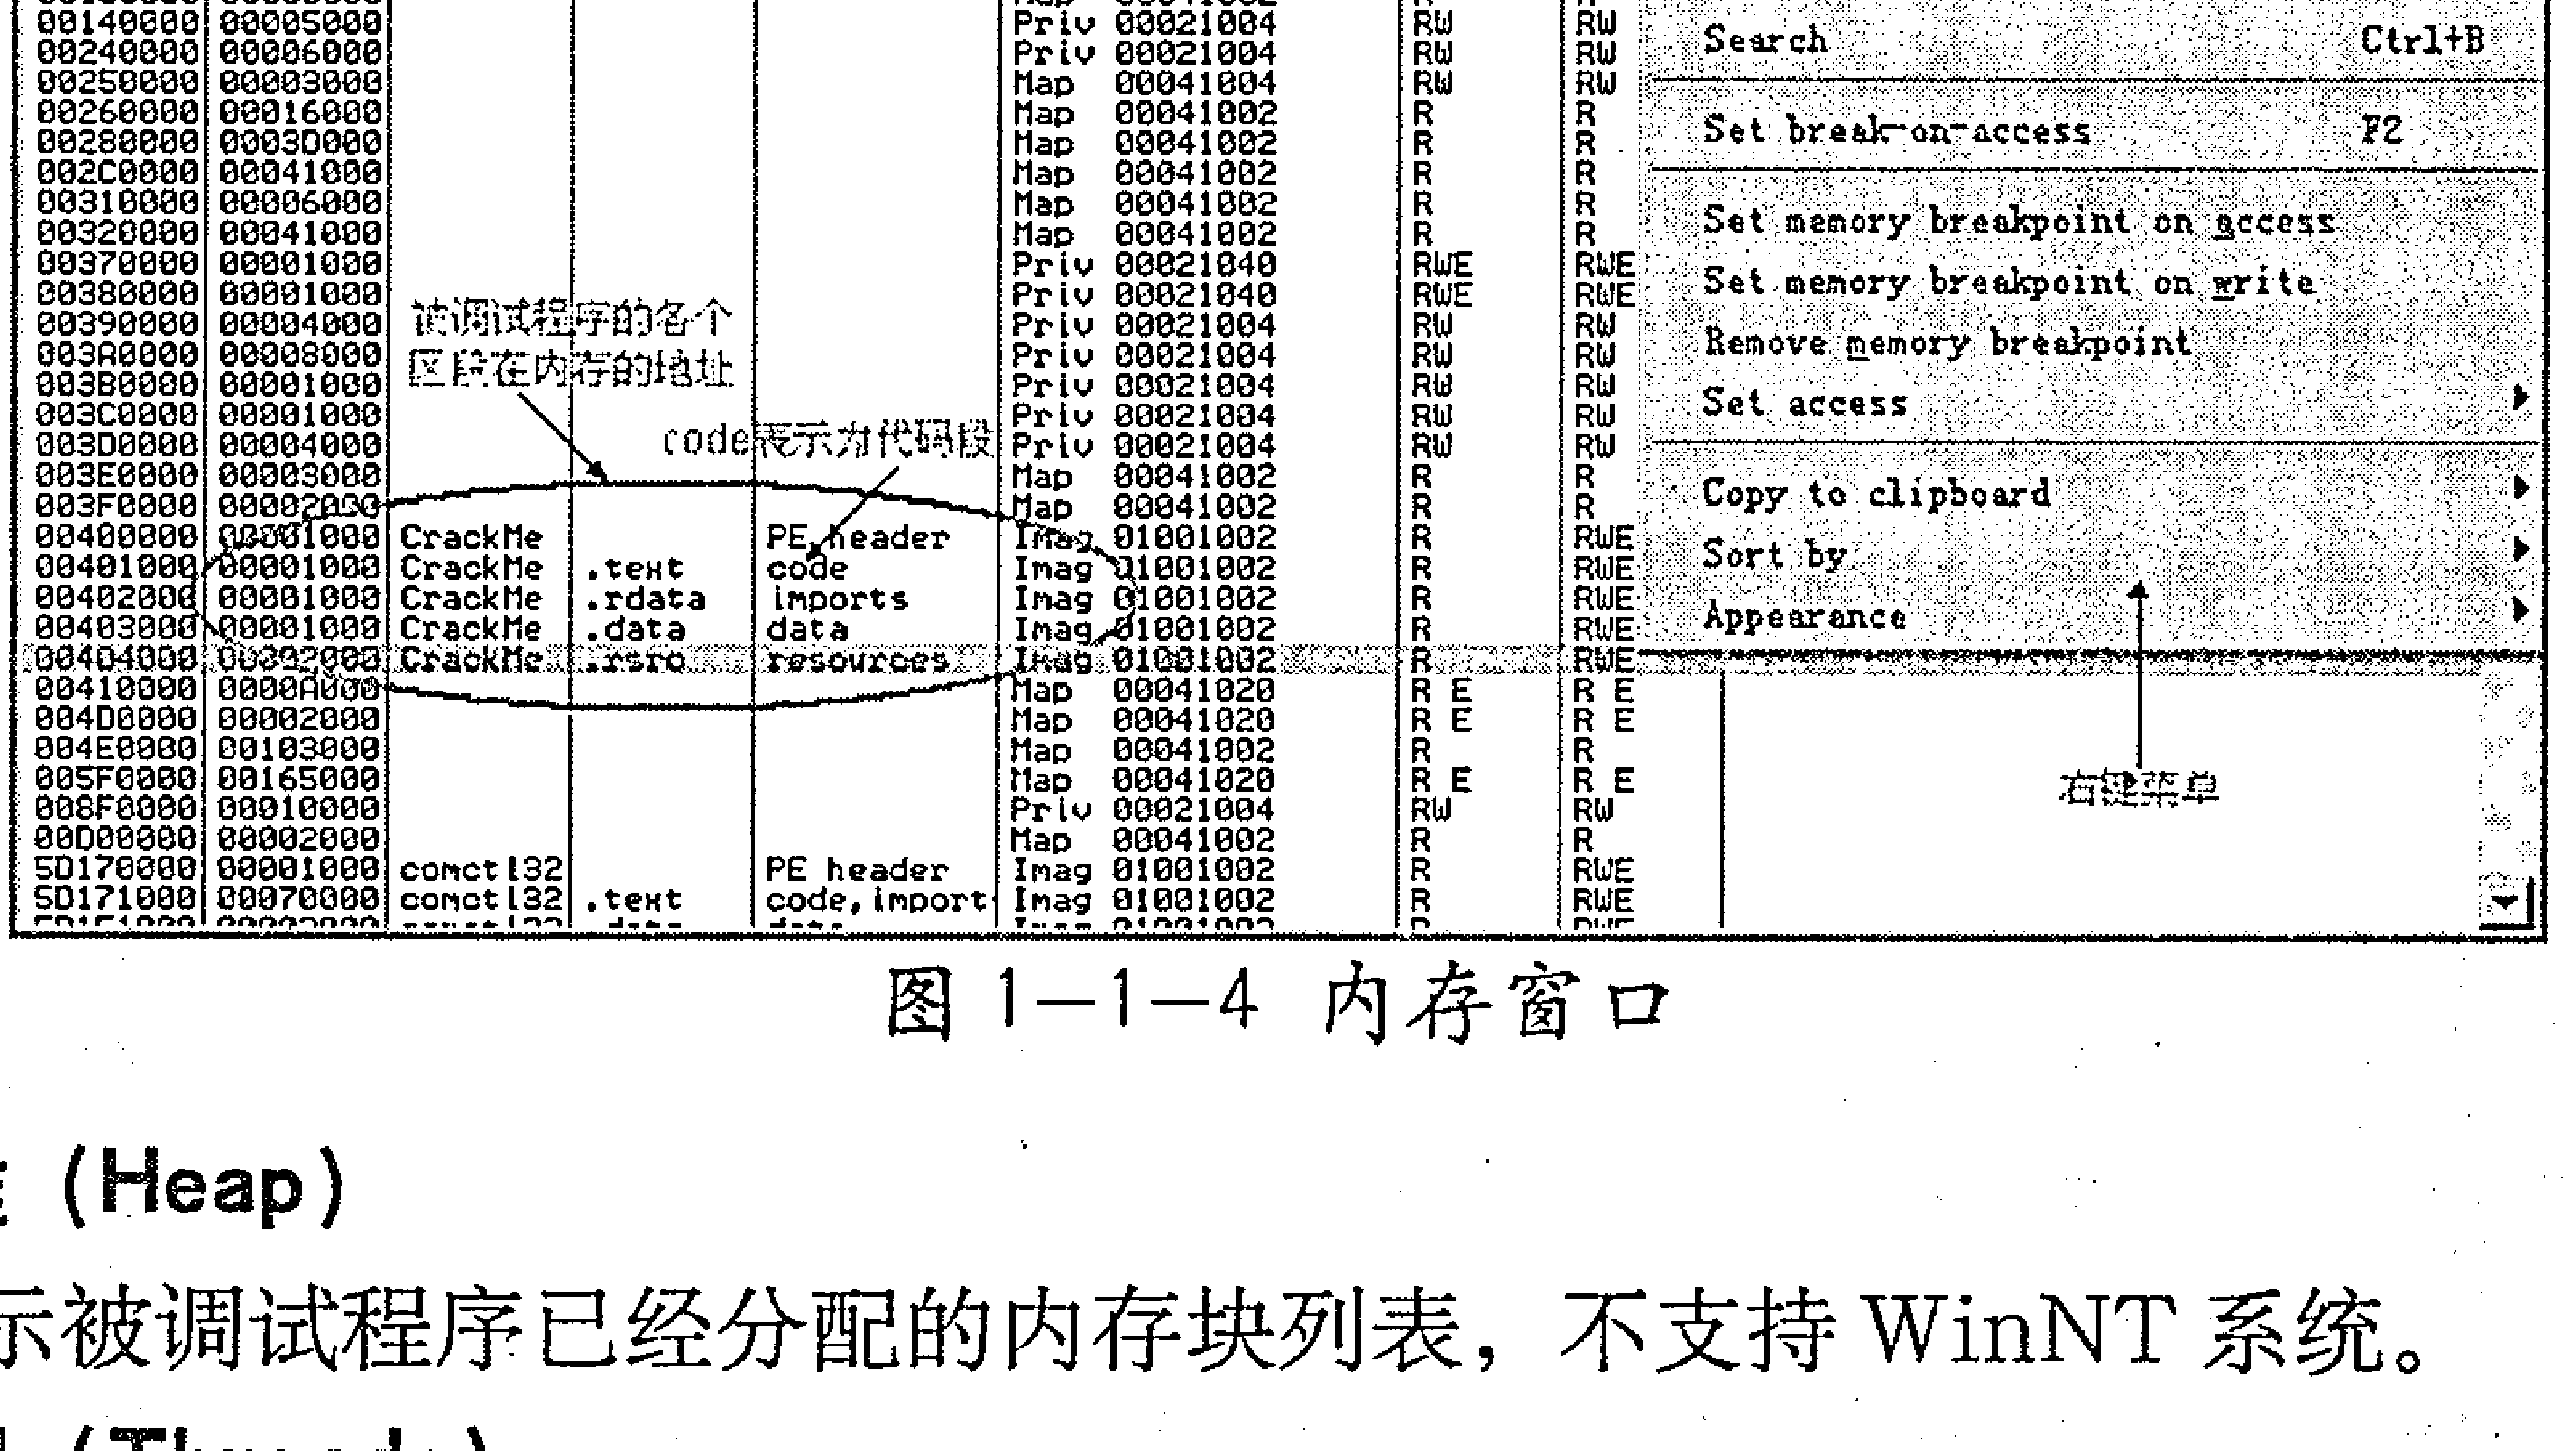 00140000 00005000 Priv 00021004 RW RW
00240000 00006000 Priv 00021004 RW RW
00250000 00003000 Map 00041004 RW RW
00260000 00016000 Map 00041002 R R
00280000 0003D000 Map 00041002 R R
002C0000 00041000 Map 00041002 R R
00310000 00006000 Map 00041002 R R
00320000 00041000 Map 00041002 R R
00370000 00001000 Priv 00021040 RWE RWE
00380000 00001000 Priv 00021040 RWE RWE
00390000 00004000 Priv 00021004 RW RW
003A0000 00008000 Priv 00021004 RW RW
003B0000 00001000 Priv 00021004 RW RW
003C0000 00001000 Priv 00021004 RW RW
003D0000 00004000 Priv 00021004 RW RW
003E0000 00003000 Map 00041002 R R
003F0000 00002000 Map 00041002 R R
00400000 00001000 CrackMe PE header Imag 01001002 R RWE
00401000 00001000 CrackMe .text code Imag 01001002 R RWE
00402000 00001000 CrackMe .rdata imports Imag 01001002 R RWE
00403000 00001000 CrackMe .data data Imag 01001002 R RWE
00404000 CrackMe .rsrc resources Imag 01001002 R RWE
00410000 0000A000 Map 00041020 R E R E
004D0000 00002000 Map 00041020 R E R E
004E0000 00103000 Map 00041002 R R
005F0000 00165000 Map 00041020 R E R E
008F0000 00010000 Priv 00021004 RW RW
00D00000 00002000 Map 00041002 R R
5D170000 00001000 comctl32 PE header Imag 01001002 R RWE
5D171000 00070000 comctl32 .text code,import Imag 01001002 R RWE
被调试程序的各个
区段在内存的地址
code表示为代码段
Search Ctrl+B
Set break-on-access F2
Set memory breakpoint on access
Set memory breakpoint on write
Remove memory breakpoint
Set access
Copy to clipboard
Sort by
Appearance
右键菜单
图 1-1-4 内存窗口
(Heap)
示被调试程序已经分配的内存块列表，不支持 WinNT 系统。